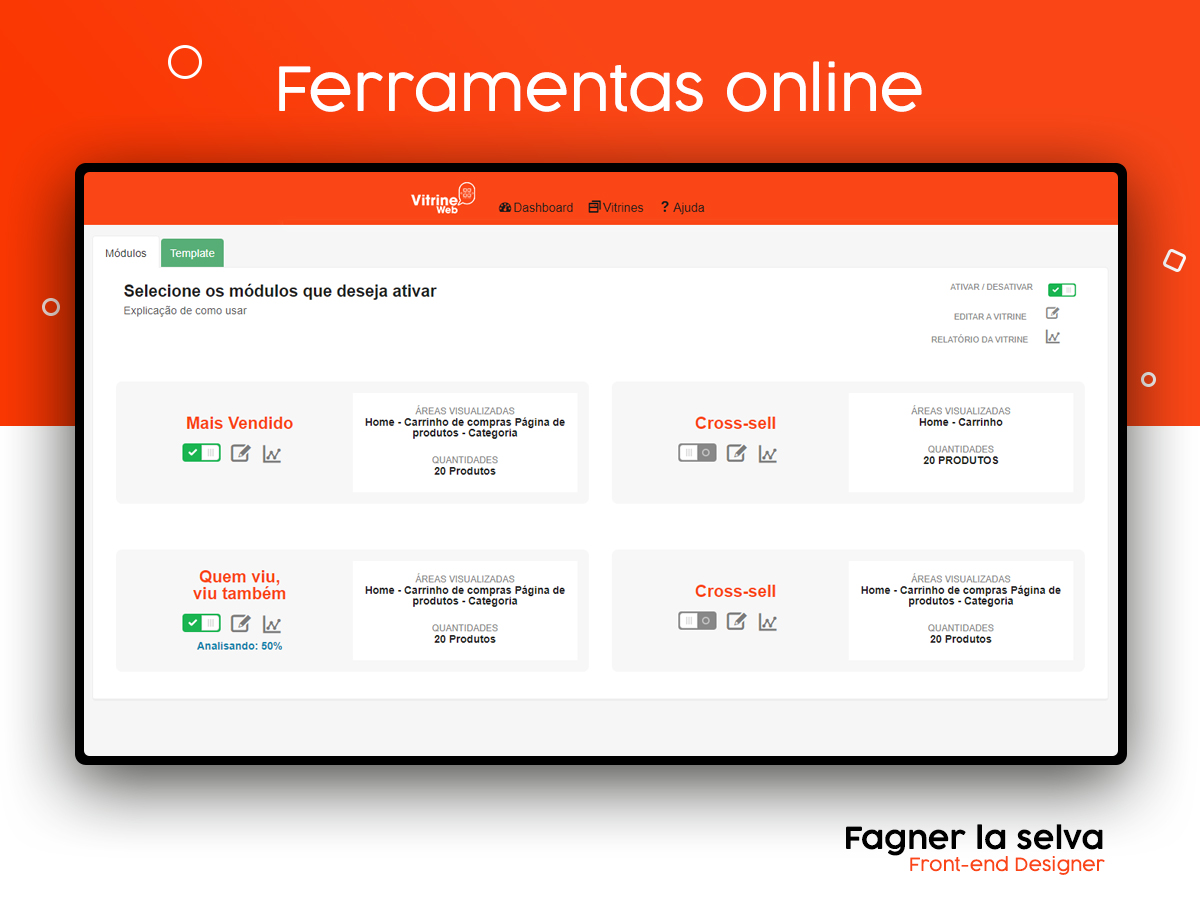 Ferramentas online
Vitrine
Web
Dashboard
Vitrines
? Ajuda
Módulos
Template
Selecione os módulos que deseja ativar
Explicação de como usar
ATIVAR / DESATIVAR
EDITAR A VITRINE
RELATÓRIO DA VITRINE
Mais Vendido
ÁREAS VISUALIZADAS
Home - Carrinho de compras Página de
produtos - Categoria
QUANTIDADES
20 Produtos
Cross-sell
ÁREAS VISUALIZADAS
Home - Carrinho
QUANTIDADES
20 PRODUTOS
Quem viu,
viu também
Analisando: 50%
ÁREAS VISUALIZADAS
Home - Carrinho de compras Página de
produtos - Categoria
QUANTIDADES
20 Produtos
Cross-sell
ÁREAS VISUALIZADAS
Home - Carrinho de compras Página de
produtos - Categoria
QUANTIDADES
20 Produtos
Fagner la selva
Front-end Designer